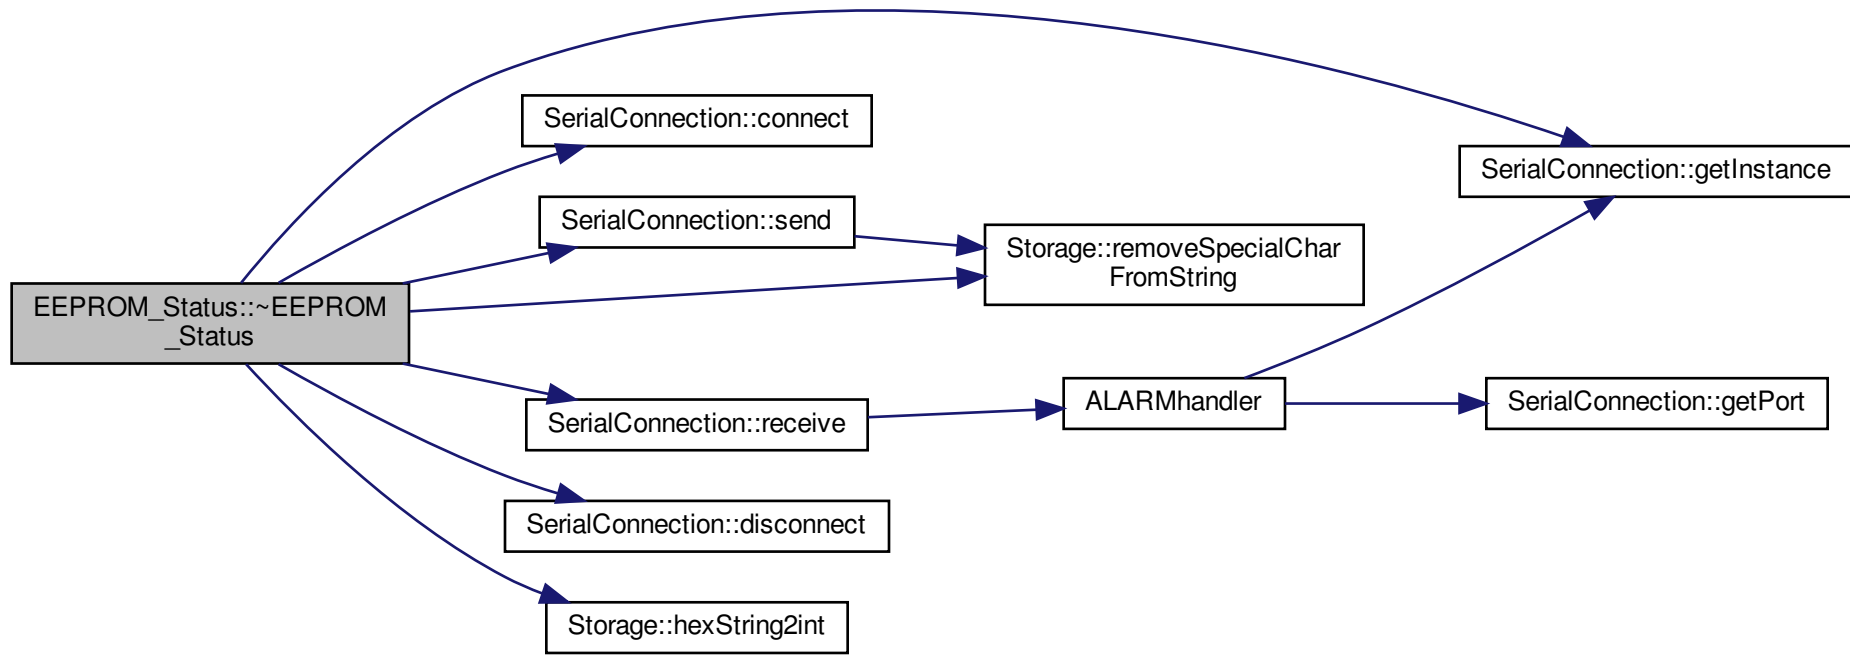 SerialConnection::connect
SerialConnection::getInstance
SerialConnection::send
Storage::removeSpecialChar
FromString
EEPROM_Status::~EEPROM
_Status
ALARMhandler
SerialConnection::getPort
SerialConnection::receive
SerialConnection::disconnect
Storage::hexString2int